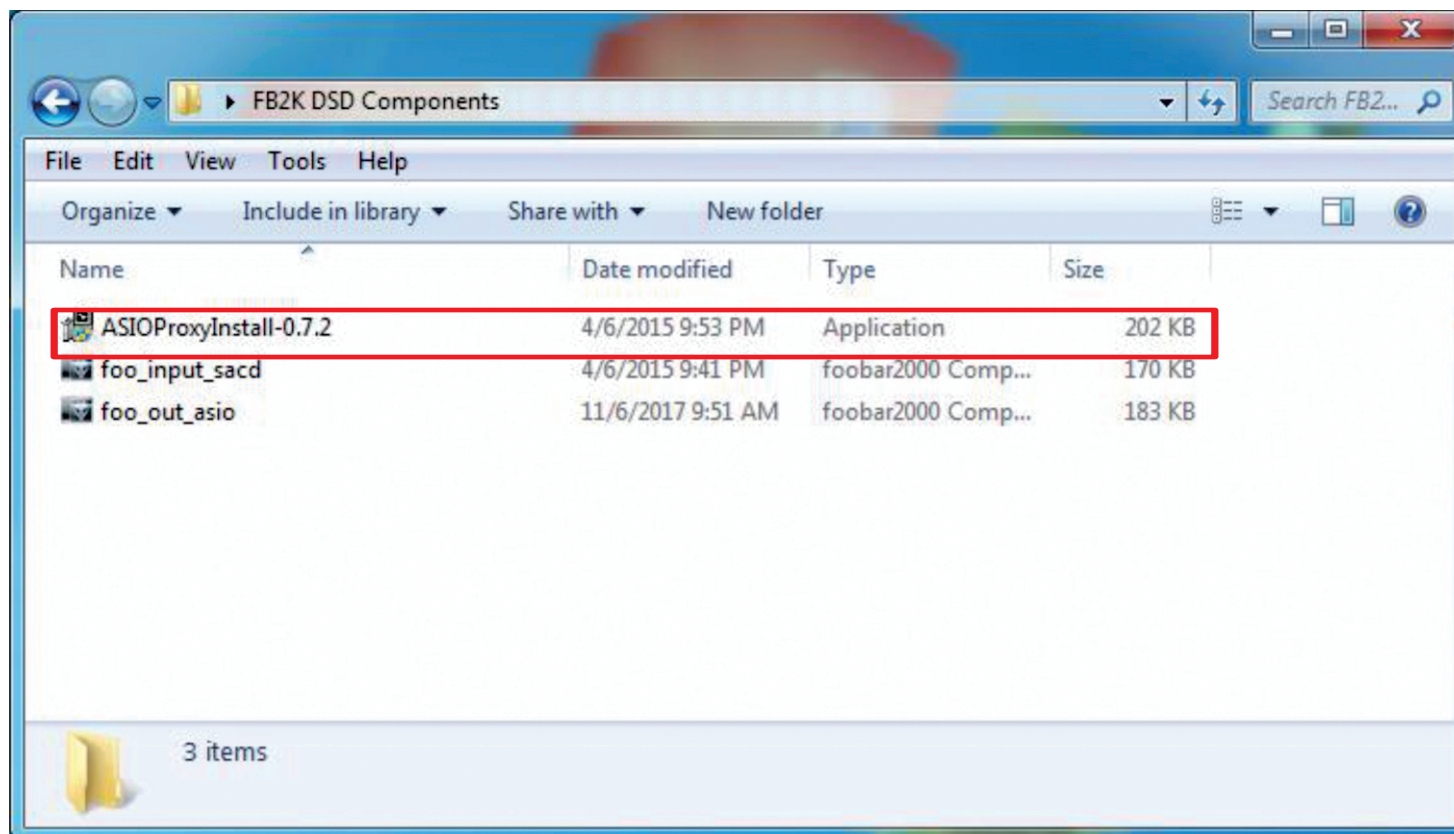 FB2K DSD Components
Search FB2...
File Edit View Tools Help
Organize Include in library Share with New folder
Name Date modified Type Size
ASIOProxyInstall-0.7.2 4/6/2015 9:53 PM Application 202 KB
foo_input_sacd 4/6/2015 9:41 PM foobar2000 Comp... 170 KB
foo_out_asio 11/6/2017 9:51 AM foobar2000 Comp... 183 KB
3 items